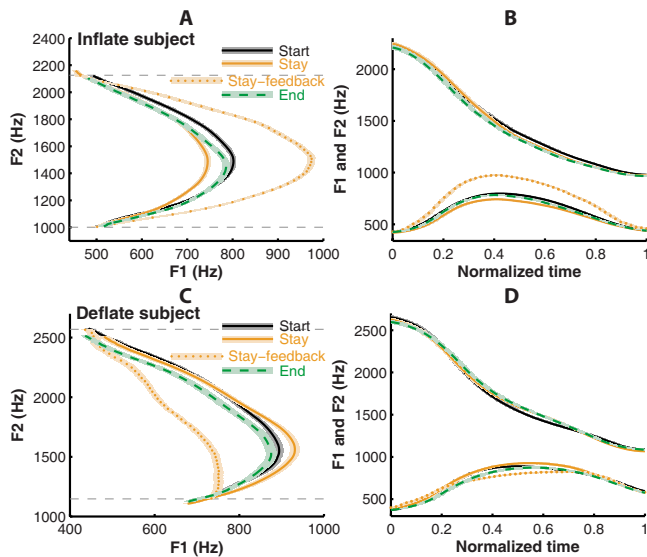 A
B
Inflate subject
Start
Stay
Stay-feedback
End
F2 (Hz)
2400
2200
2000
1800
1600
1400
1200
1000
500 600 700 800 900 1000
F1 (Hz)
F1 and F2 (Hz)
2000
1500
1000
500
0 0.2 0.4 0.6 0.8 1
Normalized time
C
D
Deflate subject
Start
Stay
Stay-feedback
End
F2 (Hz)
2500
2000
1500
1000
400 600 800 1000
F1 (Hz)
F1 and F2 (Hz)
2500
2000
1500
1000
500
0 0.2 0.4 0.6 0.8 1
Normalized time